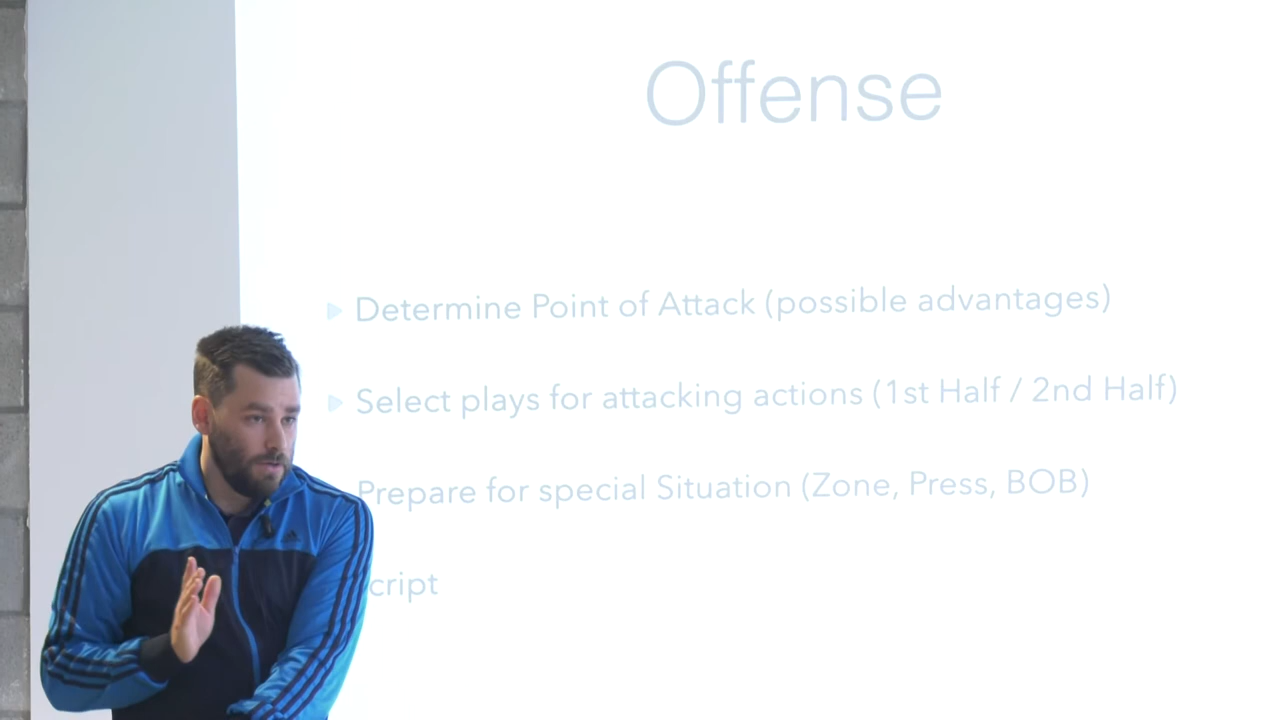 Offense
Determine Point of Attack (possible advantages)
Select plays for attacking actions (1st Half / 2nd Half)
Prepare for special Situation (Zone, Press, BOB)
cript